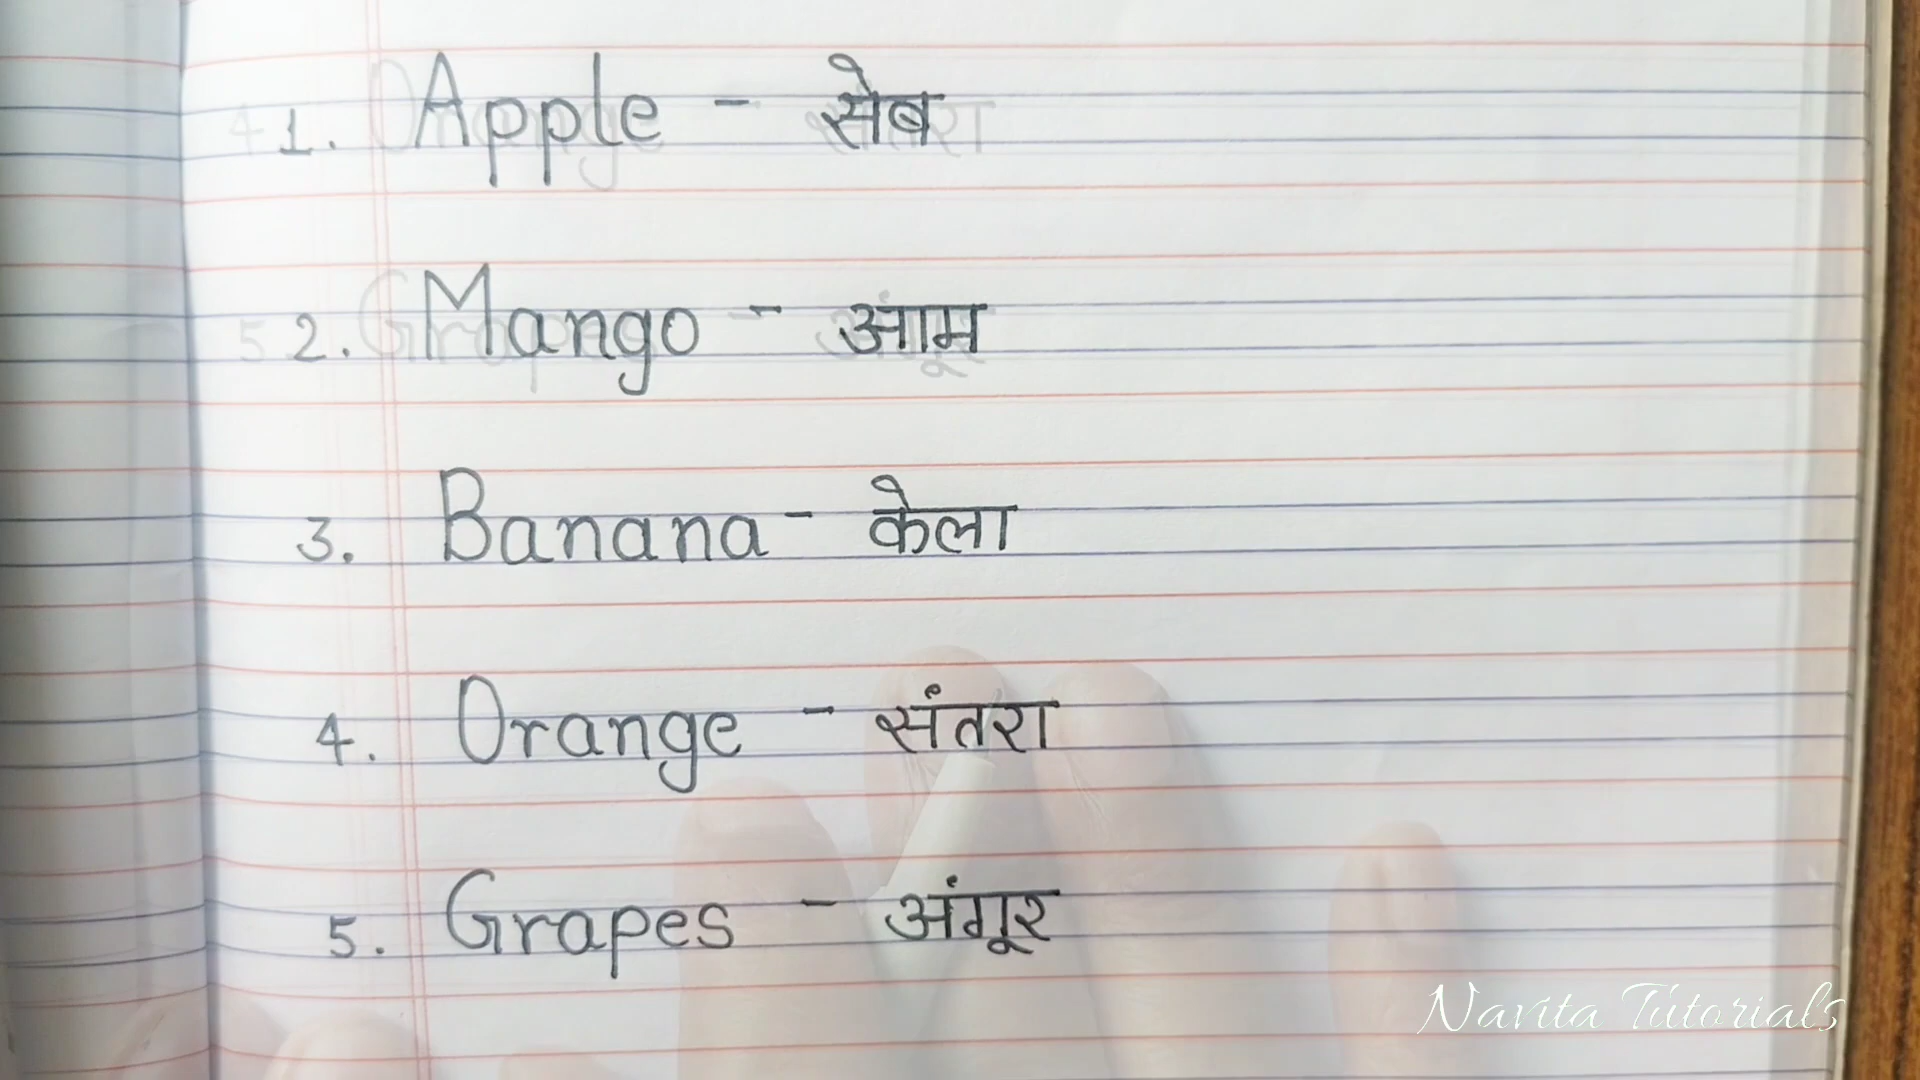 1. Apple - सेब
2. Mango - आम
3. Banana - केला
4. Orange - संतरा
5. Grapes - अंगूर
Navita Tutorials